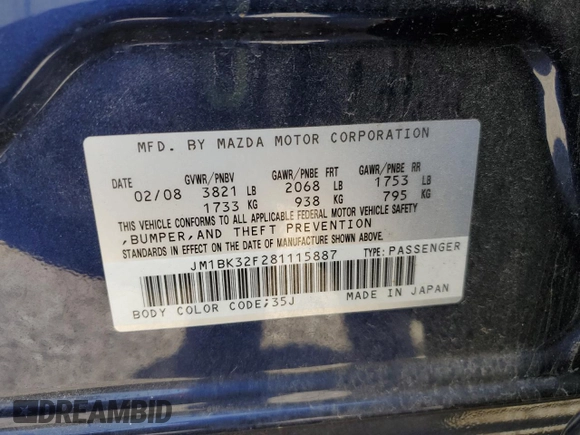 MFD. BY MAZDA MOTOR CORPORATION
DATE GVWR/PNBV GAWR/PNBE FRT GAWR/PNBE RR
02/08 3821 LB 2068 LB 1753 LB
1733 KG 938 KG 795 KG
THIS VEHICLE CONFORMS TO ALL APPLICABLE FEDERAL MOTOR VEHICLE SAFETY
,BUMPER,AND THEFT PREVENTION
STANDARDS IN EFFECT ON THE DATE OF MANUFACTURE SHOWN ABOVE.
JM1BK32F281115887 TYPE:PASSENGER
BODY COLOR CODE;35J MADE IN JAPAN
DREAMBID